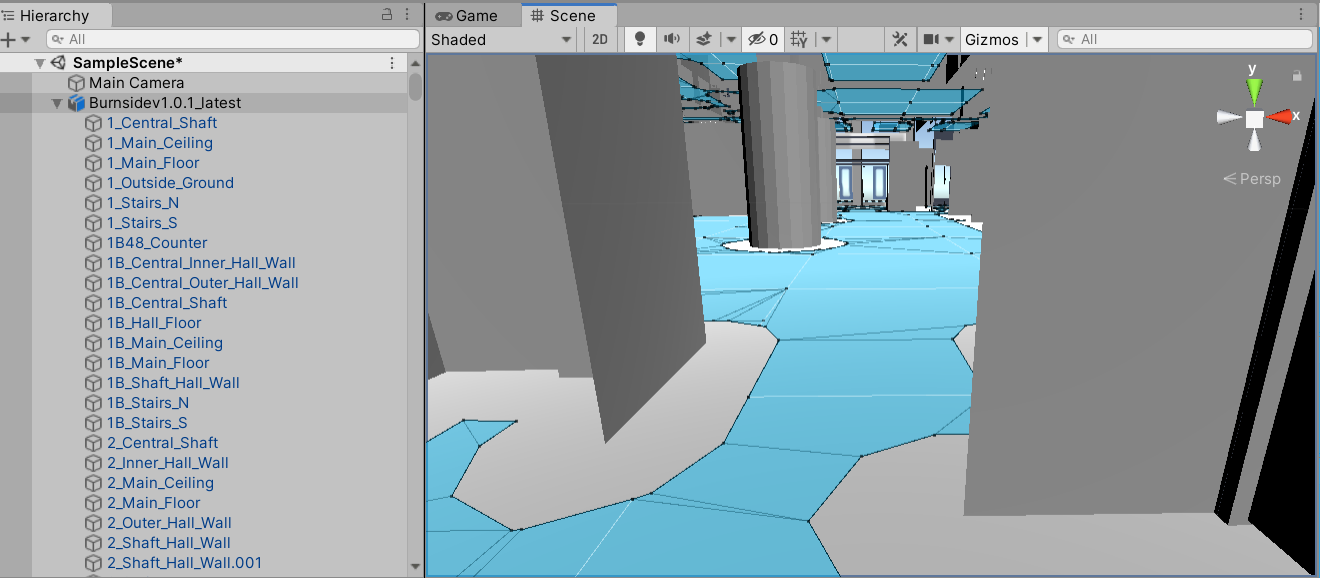 Hierarchy
Game
Scene
All
Shaded
2D
0
Gizmos
All
SampleScene*
Main Camera
Burnsidev1.0.1_latest
1_Central_Shaft
1_Main_Ceiling
1_Main_Floor
1_Outside_Ground
1_Stairs_N
1_Stairs_S
1B48_Counter
1B_Central_Inner_Hall_Wall
1B_Central_Outer_Hall_Wall
1B_Central_Shaft
1B_Hall_Floor
1B_Main_Ceiling
1B_Main_Floor
1B_Shaft_Hall_Wall
1B_Stairs_N
1B_Stairs_S
2_Central_Shaft
2_Inner_Hall_Wall
2_Main_Ceiling
2_Main_Floor
2_Outer_Hall_Wall
2_Shaft_Hall_Wall
2_Shaft_Hall_Wall.001
y
x
Persp